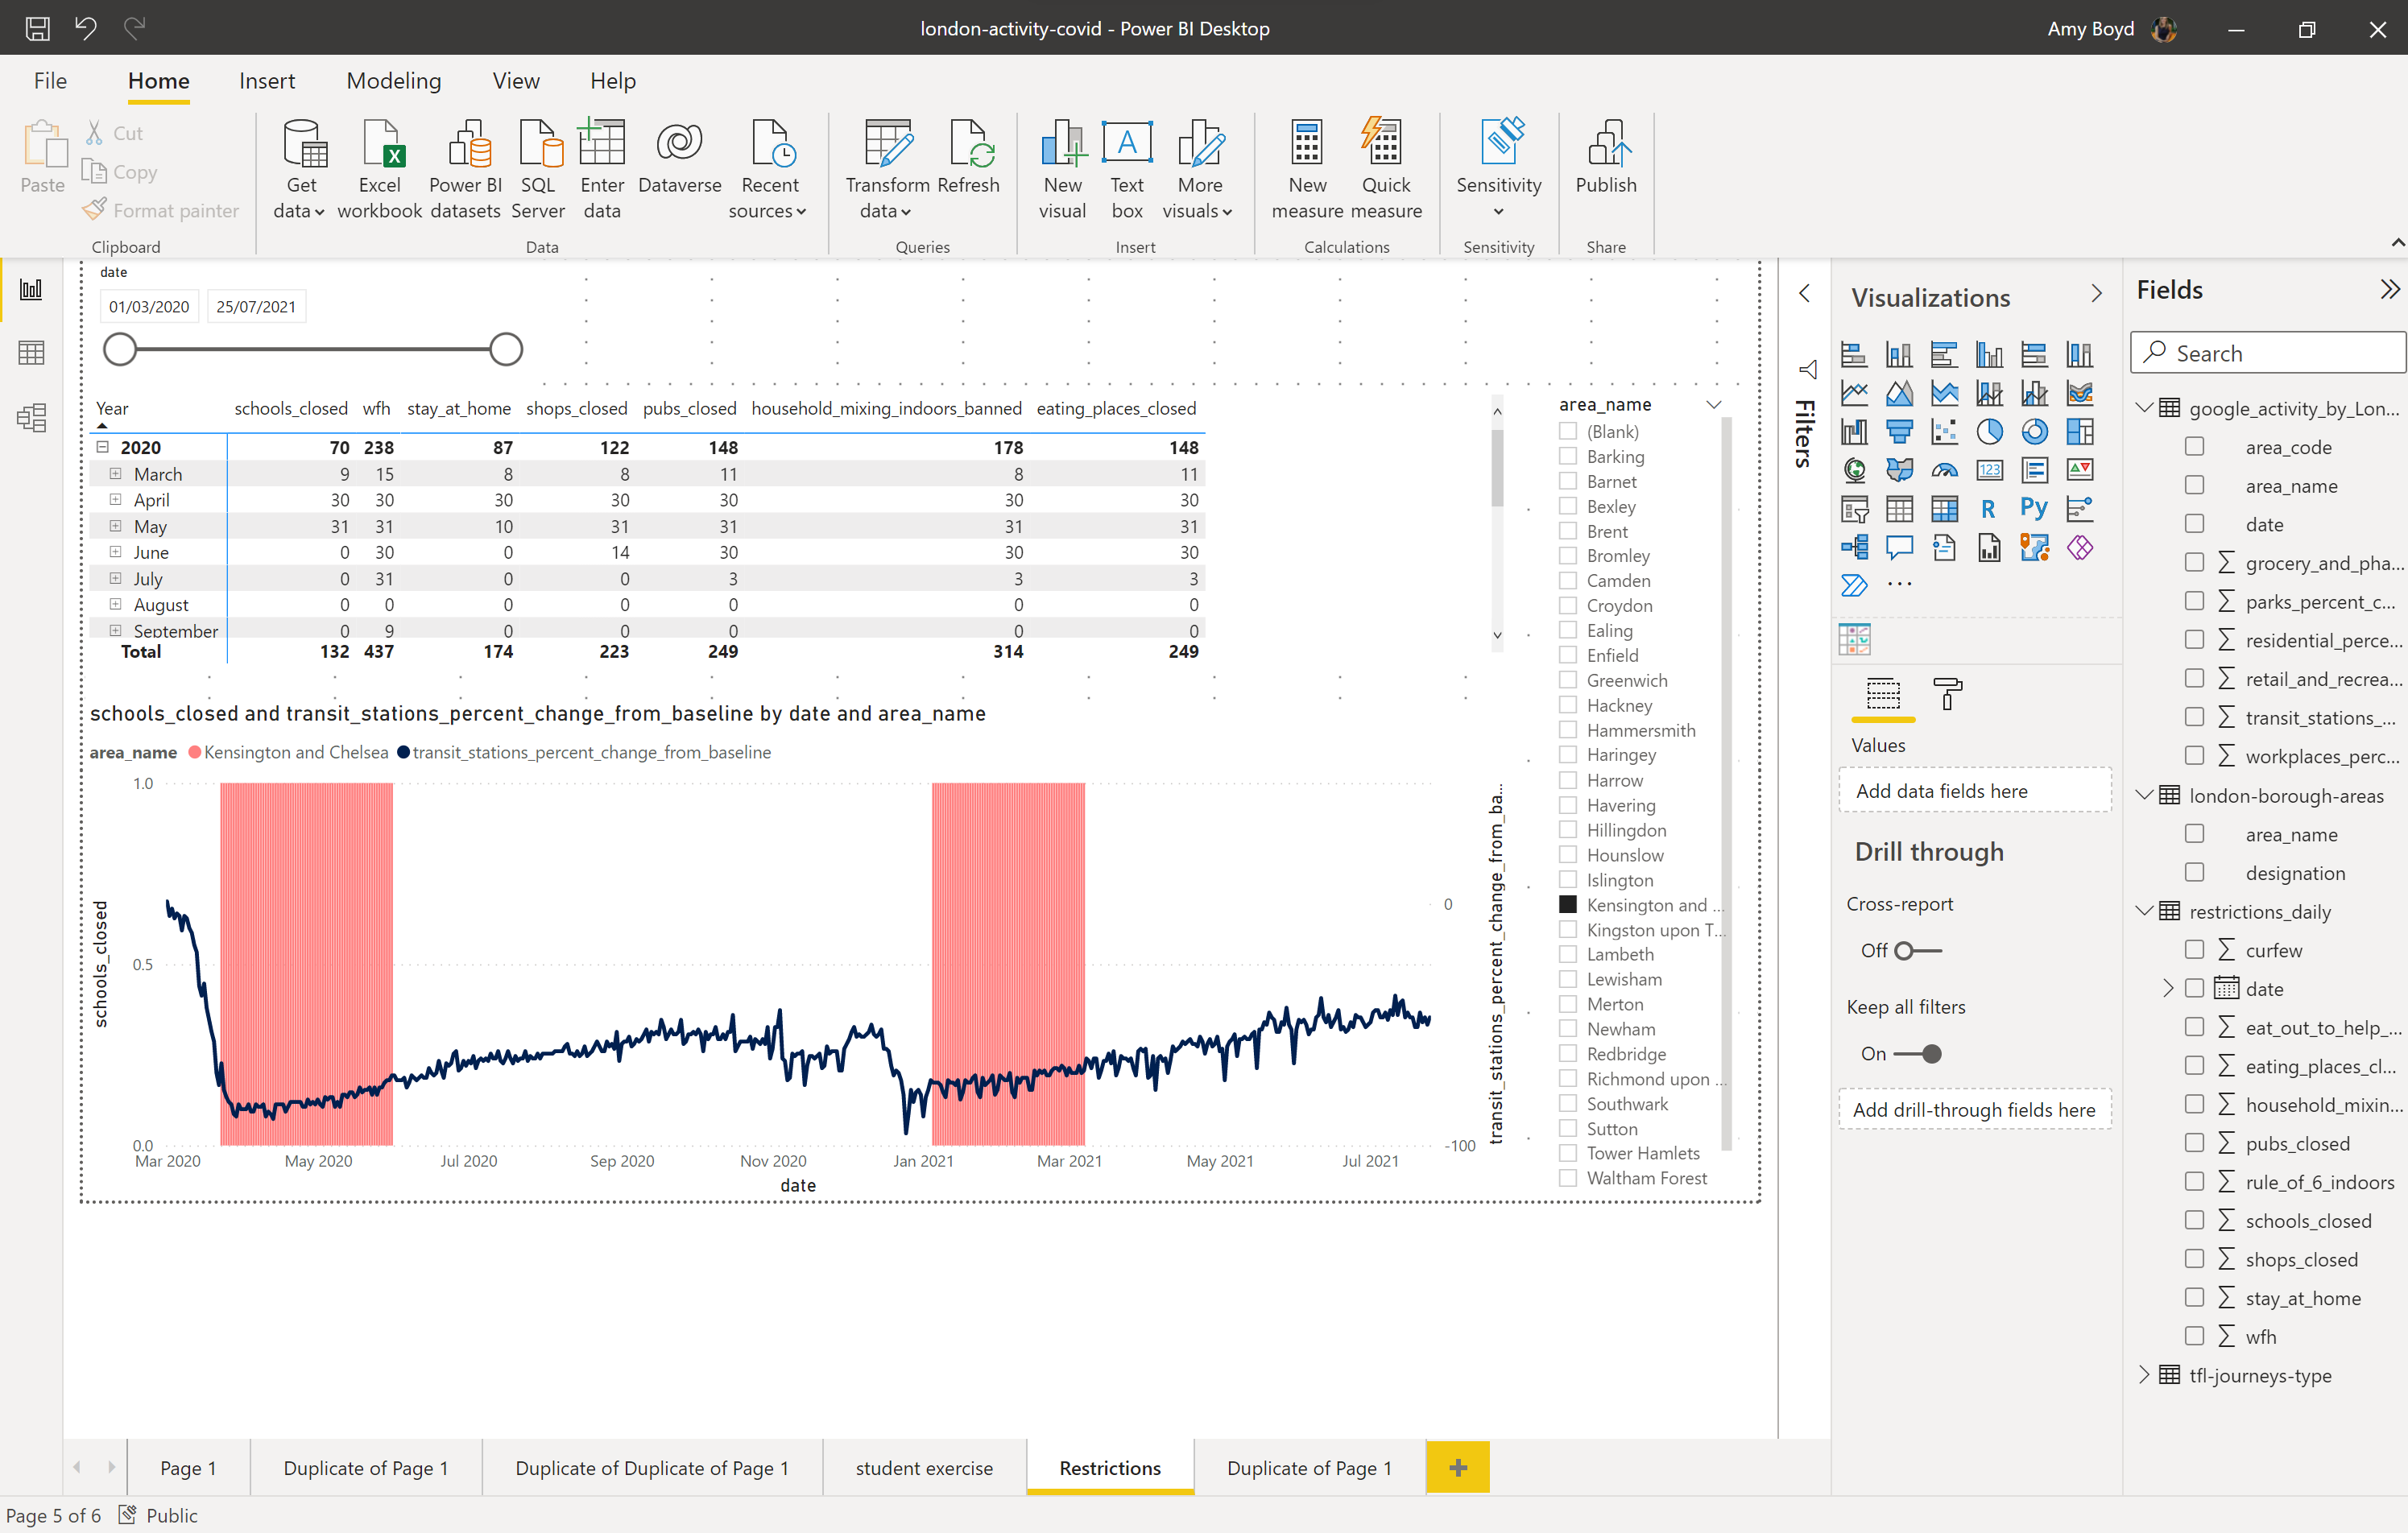 london-activity-covid - Power BI Desktop
Amy Boyd
File Home Insert Modeling View Help
Paste
Cut
Copy
Format painter
Clipboard
Get data
Excel workbook
Power BI datasets
SQL Server
Enter data
Dataverse
Recent sources
Data
Transform data
Refresh
Queries
New visual
Text box
More visuals
Insert
New measure
Quick measure
Calculations
Sensitivity
Sensitivity
Publish
Share
date
01/03/2020 25/07/2021
Year schools_closed wfh stay_at_home shops_closed pubs_closed household_mixing_indoors_banned eating_places_closed
2020 70 238 87 122 148 178 148
March 9 15 8 8 11 8 11
April 30 30 30 30 30 30 30
May 31 31 10 31 31 31 31
June 0 30 0 14 30 30 30
July 0 31 0 0 3 3 3
August 0 0 0 0 0 0 0
September 0 9 0 0 0 0 0
Total 132 437 174 223 249 314 249
schools_closed and transit_stations_percent_change_from_baseline by date and area_name
area_name Kensington and Chelsea transit_stations_percent_change_from_baseline
schools_closed
1.0
0.5
0.0
Mar 2020 May 2020 Jul 2020 Sep 2020 Nov 2020 Jan 2021 Mar 2021 May 2021 Jul 2021
date
0
-100
transit_stations_percent_change_from_ba...
area_name
(Blank)
Barking
Barnet
Bexley
Brent
Bromley
Camden
Croydon
Ealing
Enfield
Greenwich
Hackney
Hammersmith
Haringey
Harrow
Havering
Hillingdon
Hounslow
Islington
Kensington and ...
Kingston upon T...
Lambeth
Lewisham
Merton
Newham
Redbridge
Richmond upon ...
Southwark
Sutton
Tower Hamlets
Waltham Forest
Filters
Visualizations
123
R
Py
...
Values
Add data fields here
Drill through
Cross-report
Off
Keep all filters
On
Add drill-through fields here
Fields
Search
google_activity_by_Lon...
area_code
area_name
date
grocery_and_pha...
parks_percent_c...
residential_perce...
retail_and_recrea...
transit_stations_...
workplaces_perc...
london-borough-areas
area_name
designation
restrictions_daily
curfew
date
eat_out_to_help_...
eating_places_cl...
household_mixin...
pubs_closed
rule_of_6_indoors
schools_closed
shops_closed
stay_at_home
wfh
tfl-journeys-type
Page 1 Duplicate of Page 1 Duplicate of Duplicate of Page 1 student exercise Restrictions Duplicate of Page 1
Page 5 of 6 Public